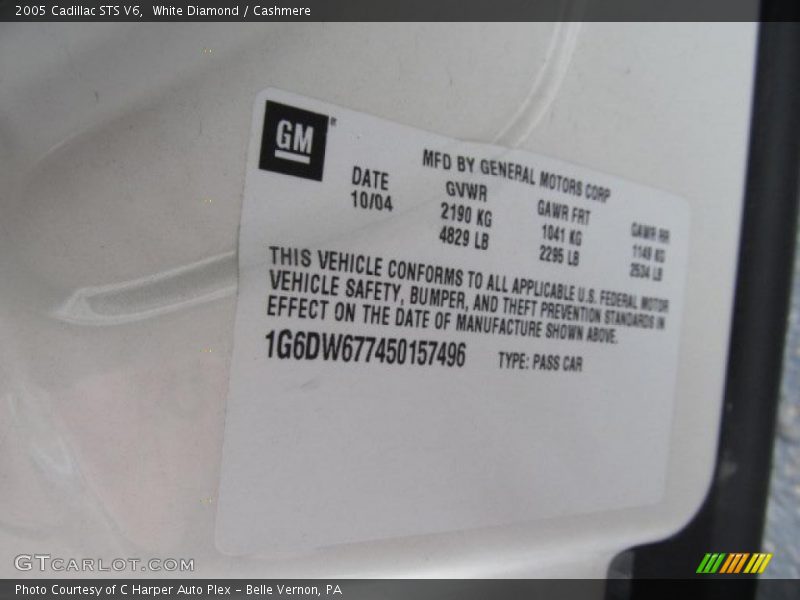 2005 Cadillac STS V6, White Diamond / Cashmere
GM
MFD BY GENERAL MOTORS CORP
DATE GVWR GAWR FRT GAWR RR
10/04 2190 KG 1041 KG 1149 KG
4829 LB 2295 LB 2534 LB
THIS VEHICLE CONFORMS TO ALL APPLICABLE U.S. FEDERAL MOTOR
VEHICLE SAFETY, BUMPER, AND THEFT PREVENTION STANDARDS IN
EFFECT ON THE DATE OF MANUFACTURE SHOWN ABOVE.
1G6DW677450157496 TYPE: PASS CAR
GTCARLOT.COM
Photo Courtesy of C Harper Auto Plex - Belle Vernon, PA